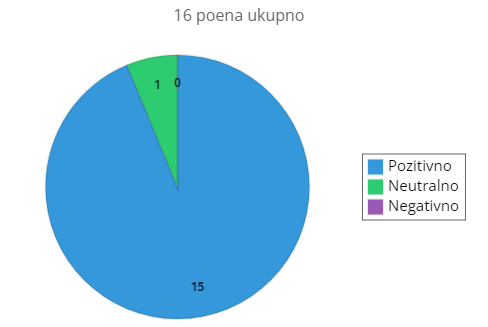 16 poena ukupno
1
0
15
Pozitivno
Neutralno
Negativno